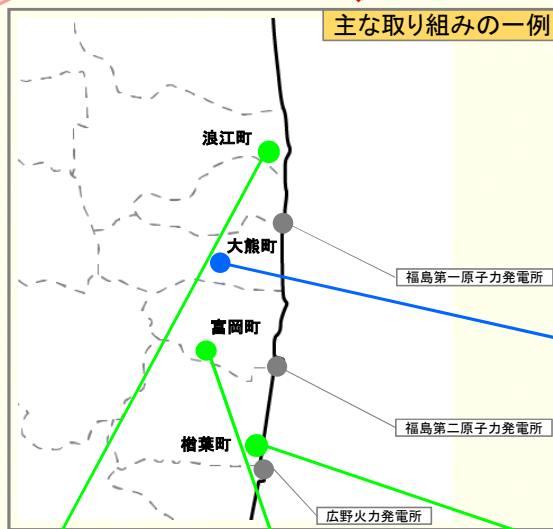 主な取り組みの一例
浪江町
大熊町
福島第一原子力発電所
富岡町
福島第二原子力発電所
楢葉町
広野火力発電所